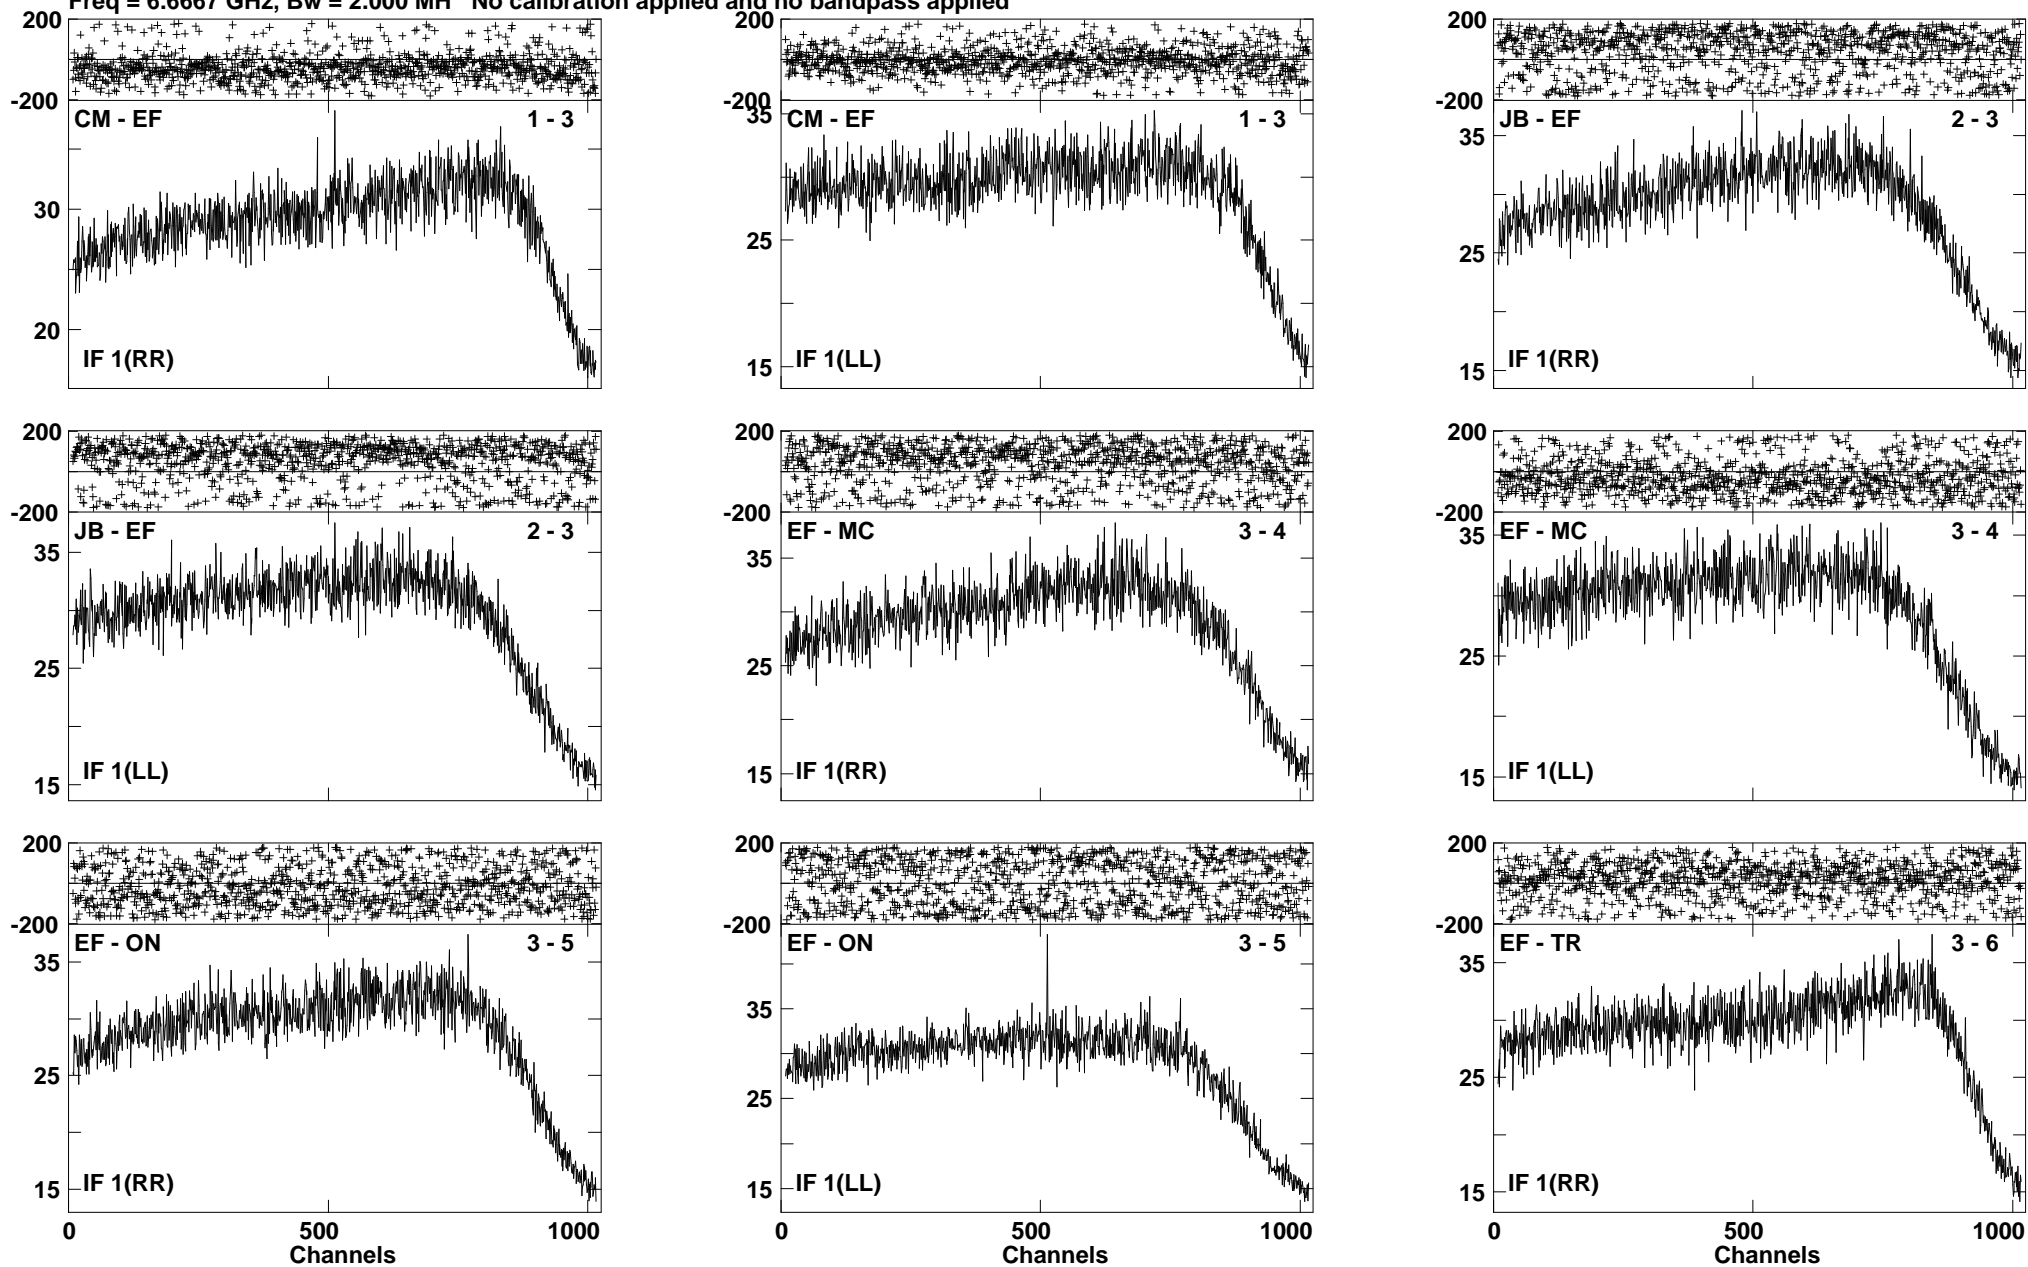 Freq = 6.6667 GHz, Bw = 2.000 MH   No calibration applied and no bandpass applied
200
-200
CM - EF 1 - 3
30
20
IF 1(RR)
200
-200
35
CM - EF 1 - 3
25
15
IF 1(LL)
200
-200
JB - EF 2 - 3
35
25
15
IF 1(RR)
200
-200
JB - EF 2 - 3
35
25
15
IF 1(LL)
200
-200
EF - MC 3 - 4
35
25
15
IF 1(RR)
200
-200
EF - MC 3 - 4
35
25
15
IF 1(LL)
200
-200
EF - ON 3 - 5
35
25
15
IF 1(RR)
0 500 1000
Channels
200
-200
EF - ON 3 - 5
35
25
15
IF 1(LL)
0 500 1000
Channels
200
-200
EF - TR 3 - 6
35
25
15
IF 1(RR)
0 500 1000
Channels